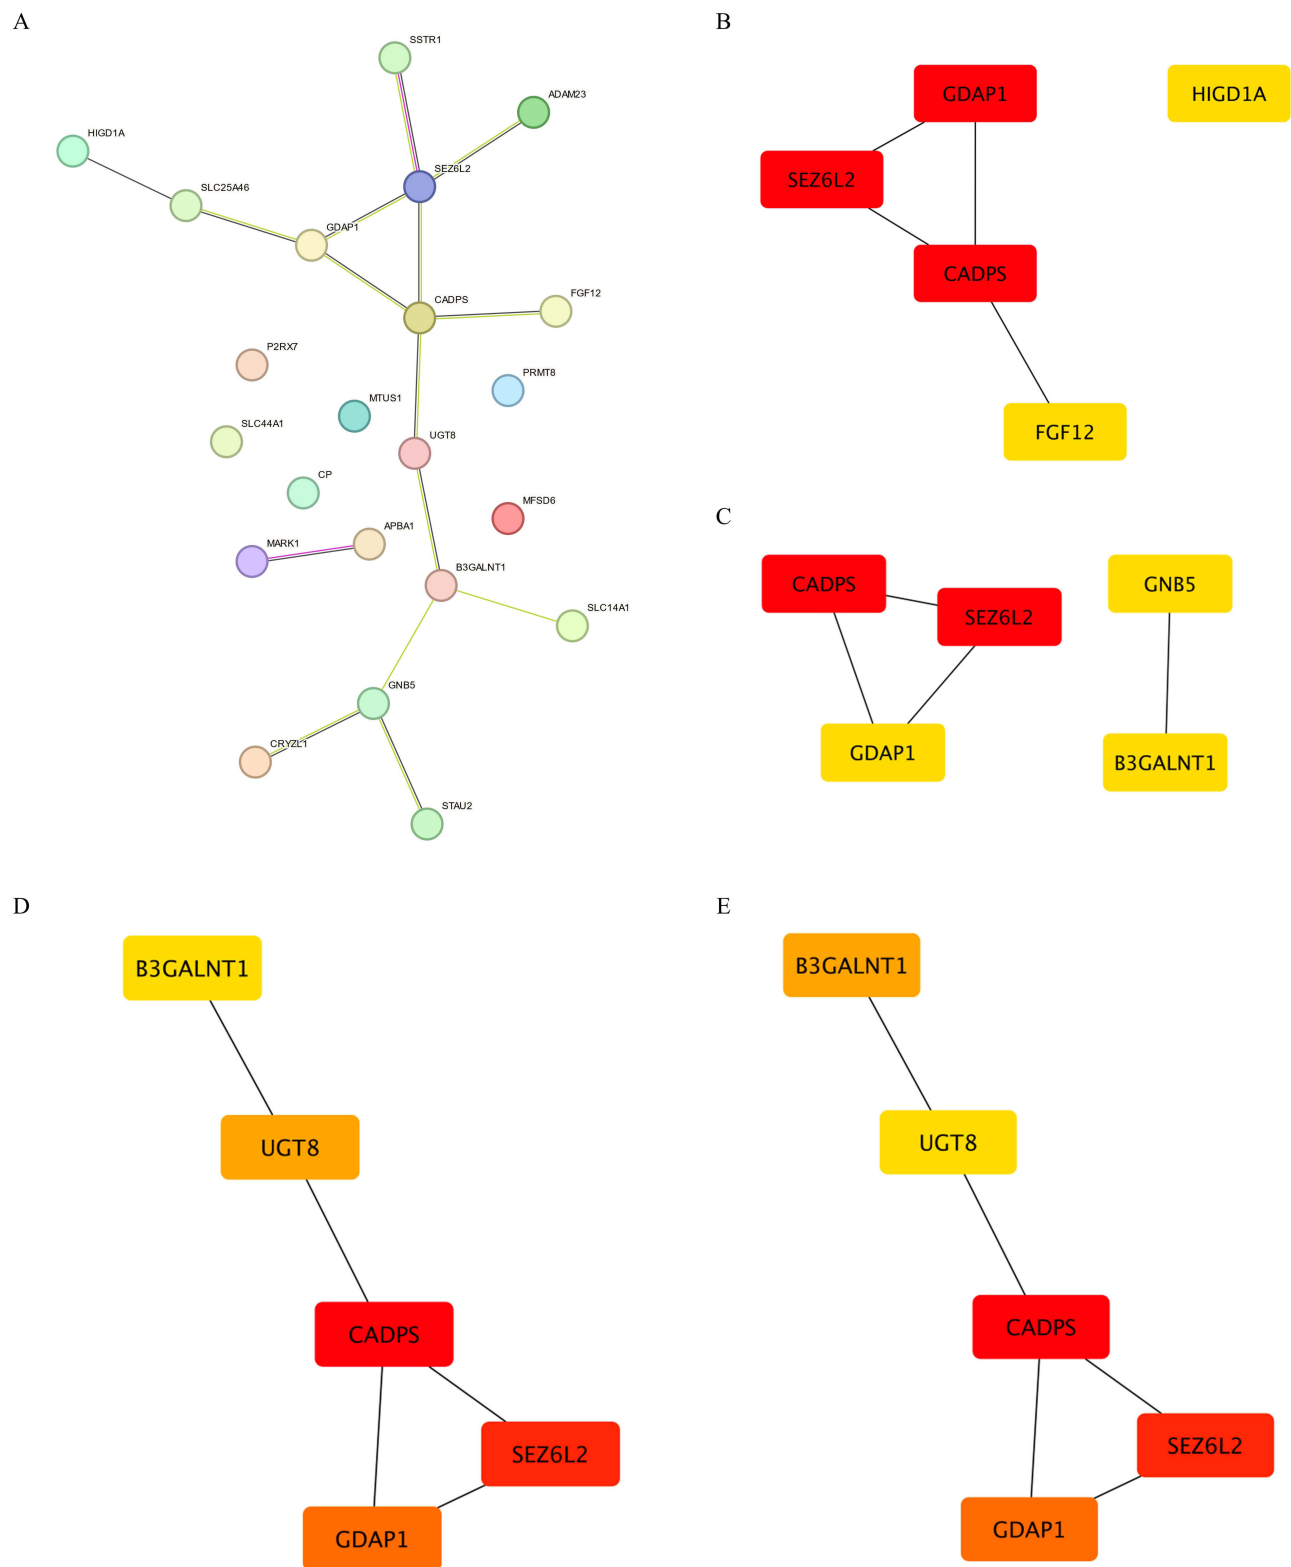 A
SSTR1
ADAM23
HIGD1A
SEZ6L2
SLC25A46
GDAP1
CADPS
FGF12
P2RX7
PRMT8
MTUS1
SLC44A1
UGT8
CP
MFSD6
APBA1
MARK1
B3GALNT1
SLC14A1
GNB5
CRYZL1
STAU2
B
GDAP1
HIGD1A
SEZ6L2
CADPS
FGF12
C
CADPS
GNB5
SEZ6L2
GDAP1
B3GALNT1
D
B3GALNT1
UGT8
CADPS
SEZ6L2
GDAP1
E
B3GALNT1
UGT8
CADPS
SEZ6L2
GDAP1